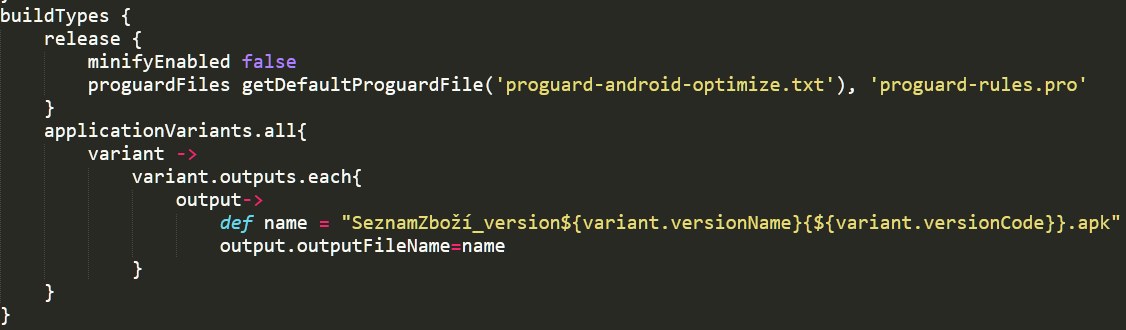 buildTypes {
    release {
        minifyEnabled false
        proguardFiles getDefaultProguardFile('proguard-android-optimize.txt'), 'proguard-rules.pro'
    }
    applicationVariants.all{
        variant ->
            variant.outputs.each{
                output->
                    def name = "SeznamZboží_version${variant.versionName}{${variant.versionCode}}.apk"
                    output.outputFileName=name
            }
    }
}